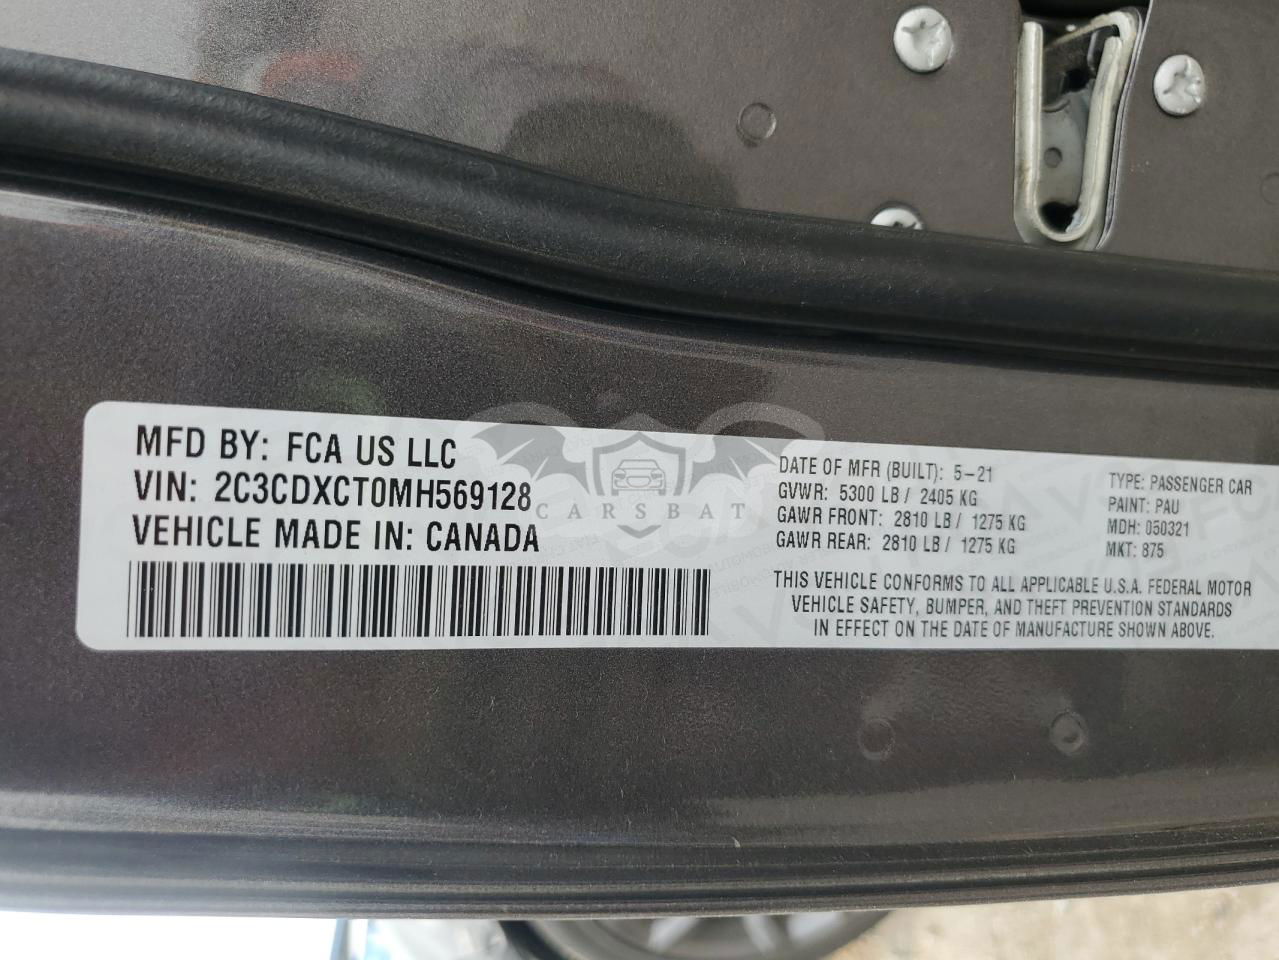 MFD BY: FCA US LLC
VIN: 2C3CDXCT0MH569128
VEHICLE MADE IN: CANADA
CARSBAT
DATE OF MFR (BUILT): 5-21
GVWR: 5300 LB / 2405 KG
GAWR FRONT: 2810 LB / 1275 KG
GAWR REAR: 2810 LB / 1275 KG
TYPE: PASSENGER CAR
PAINT: PAU
MDH: 050321
MKT: 875
THIS VEHICLE CONFORMS TO ALL APPLICABLE U.S.A. FEDERAL MOTOR
VEHICLE SAFETY, BUMPER, AND THEFT PREVENTION STANDARDS
IN EFFECT ON THE DATE OF MANUFACTURE SHOWN ABOVE.